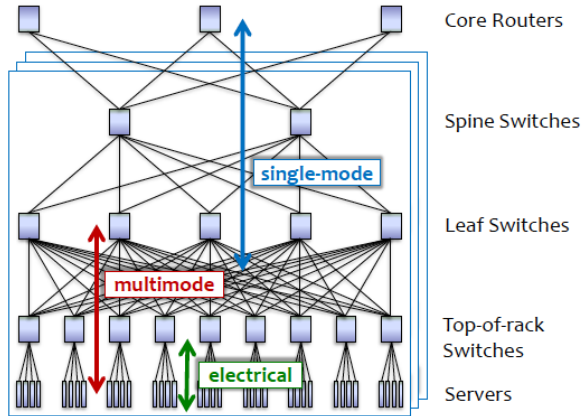 Core Routers
Spine Switches
single-mode
Leaf Switches
multimode
Top-of-rack
Switches
electrical
Servers